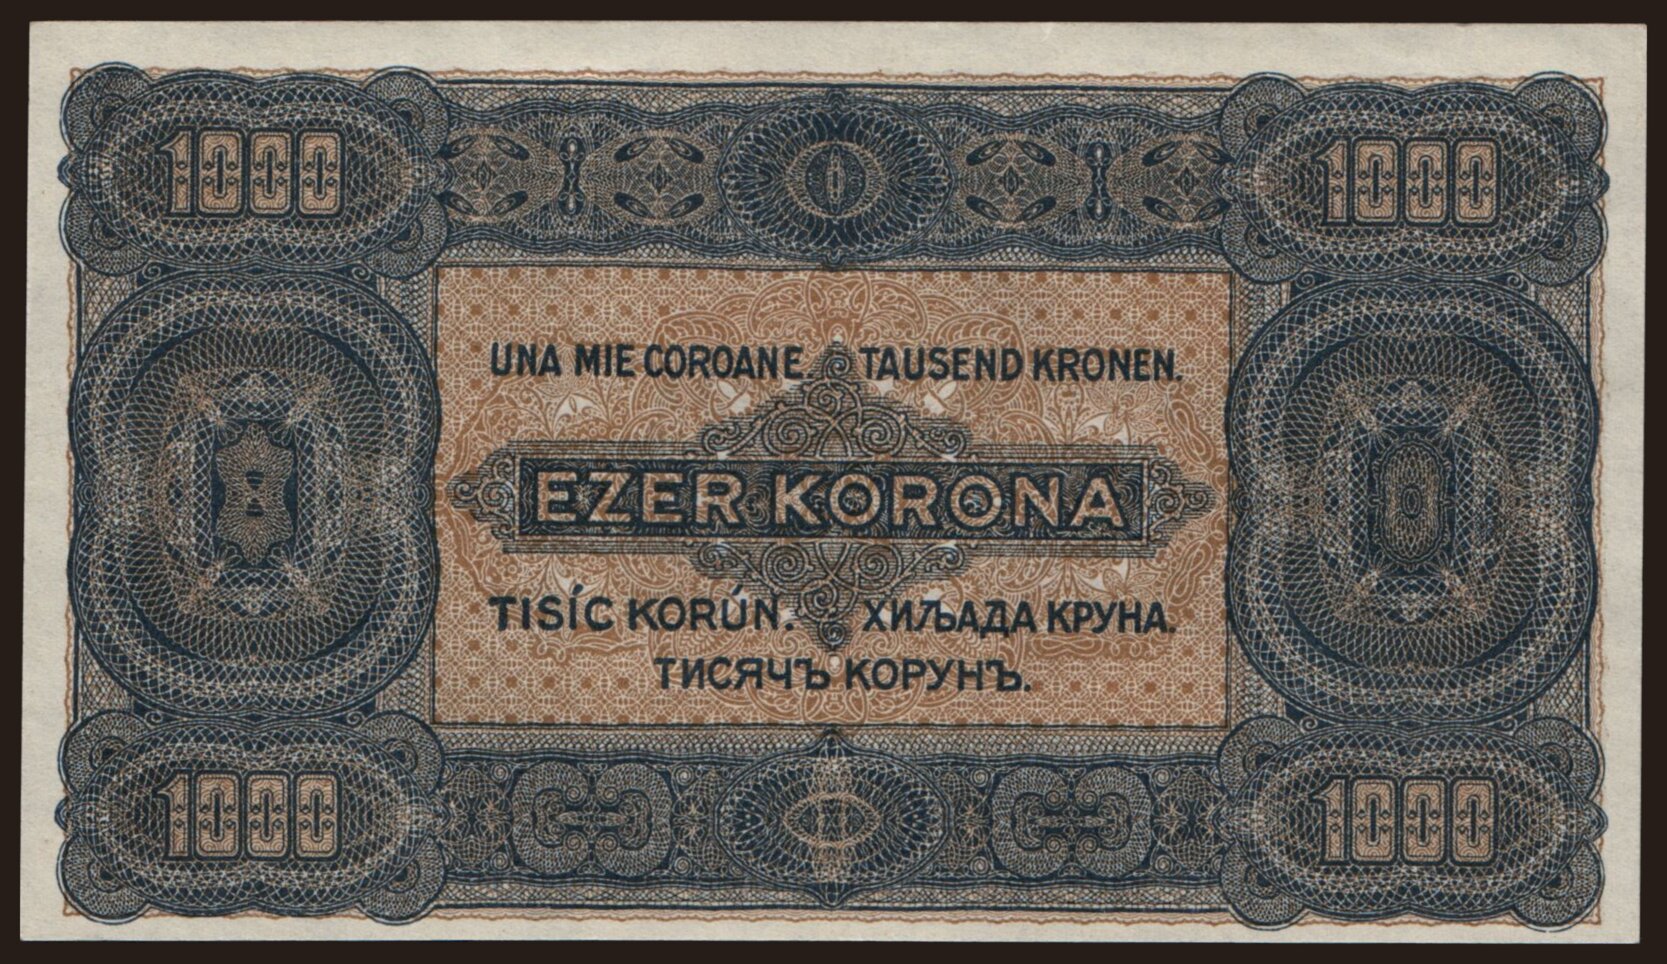 1000 1000
UNA MIE COROANE. TAUSEND KRONEN.
EZER KORONA
TISÍC KORÚN. ХИЉАДА КРУНА.
ТИСЯЧЪ КОРУНЪ.
1000 1000